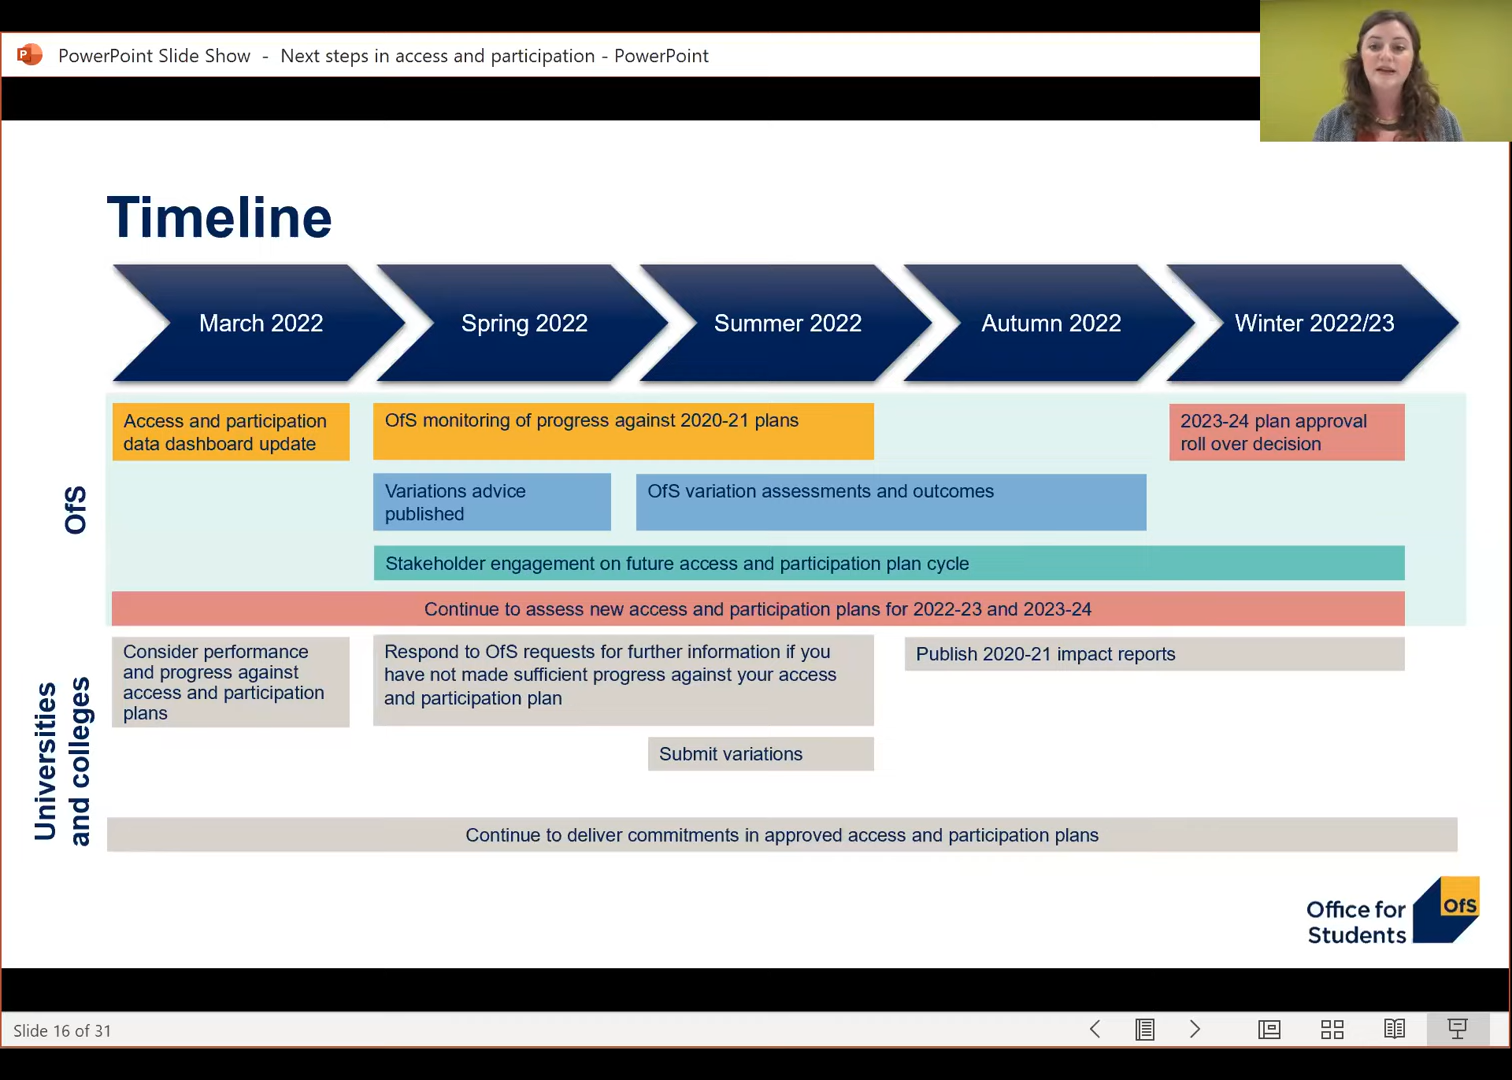 PowerPoint Slide Show - Next steps in access and participation - PowerPoint
Timeline
March 2022
Spring 2022
Summer 2022
Autumn 2022
Winter 2022/23
OfS
Access and participation
data dashboard update
OfS monitoring of progress against 2020-21 plans
2023-24 plan approval
roll over decision
Variations advice
published
OfS variation assessments and outcomes
Stakeholder engagement on future access and participation plan cycle
Continue to assess new access and participation plans for 2022-23 and 2023-24
Universities
and colleges
Consider performance
and progress against
access and participation
plans
Respond to OfS requests for further information if you
have not made sufficient progress against your access
and participation plan
Publish 2020-21 impact reports
Submit variations
Continue to deliver commitments in approved access and participation plans
Office for
Students
OfS
Slide 16 of 31